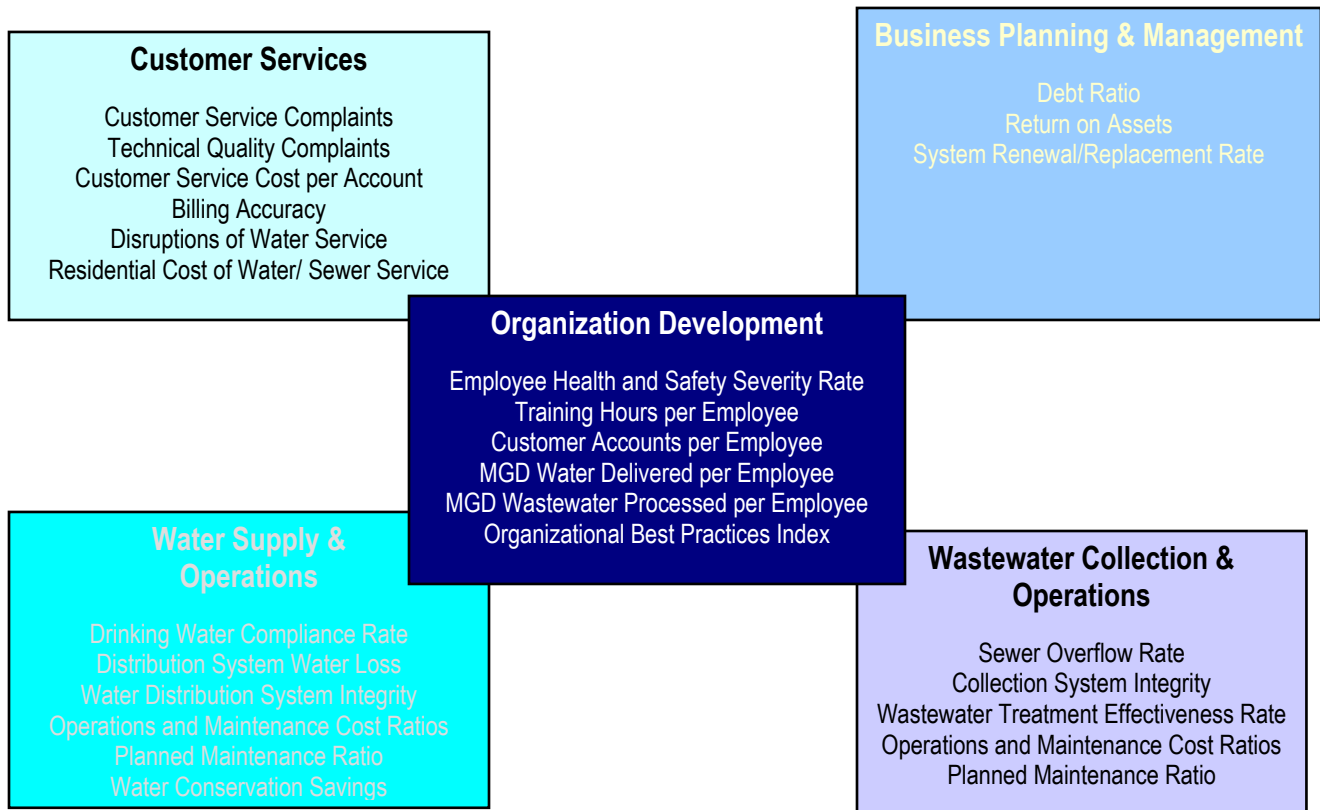 Customer Services
Customer Service Complaints
Technical Quality Complaints
Customer Service Cost per Account
Billing Accuracy
Disruptions of Water Service
Residential Cost of Water/ Sewer Service
Business Planning & Management
Debt Ratio
Return on Assets
System Renewal/Replacement Rate
Organization Development
Employee Health and Safety Severity Rate
Training Hours per Employee
Customer Accounts per Employee
MGD Water Delivered per Employee
MGD Wastewater Processed per Employee
Organizational Best Practices Index
Water Supply &
Operations
Drinking Water Compliance Rate
Distribution System Water Loss
Water Distribution System Integrity
Operations and Maintenance Cost Ratios
Planned Maintenance Ratio
Water Conservation Savings
Wastewater Collection &
Operations
Sewer Overflow Rate
Collection System Integrity
Wastewater Treatment Effectiveness Rate
Operations and Maintenance Cost Ratios
Planned Maintenance Ratio